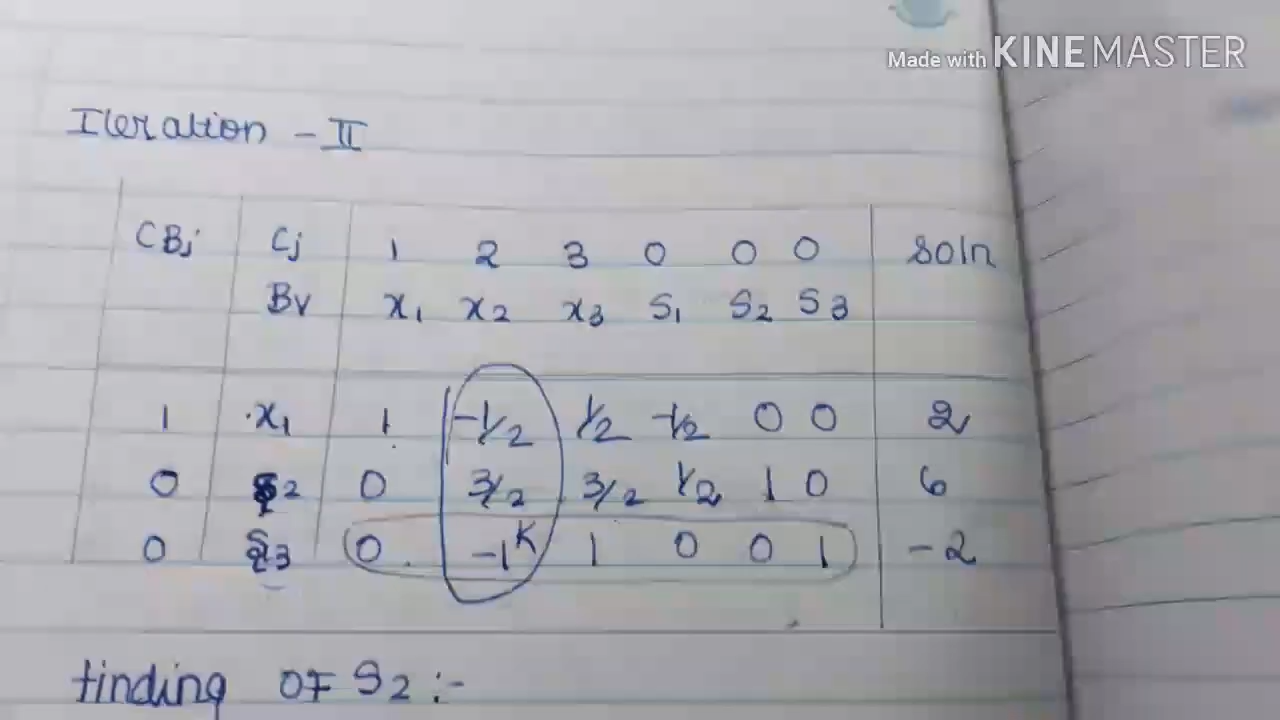 Made with KINEMASTER
Iteration - II
CBj Cj 1 2 3 0 0 0 Soln
Bv x1 x2 x3 S1 S2 S3
1 x1 1 -1/2 1/2 -1/2 0 0 2
0 S2 0 3/2 3/2 1/2 1 0 6
0 S3 0 -1K 1 0 0 1 -2
finding OF S2 :-